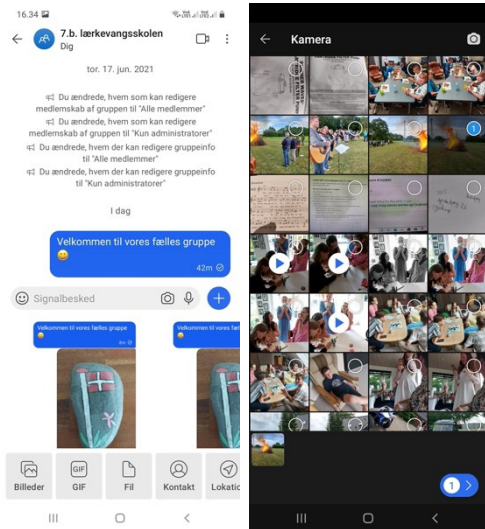 16.34
7.b. lærkevangsskolen
Dig
tor. 17. jun. 2021
Du ændrede, hvem som kan redigere
medlemskab af gruppen til "Alle medlemmer"
Du ændrede, hvem som kan redigere
medlemskab af gruppen til "Kun administratorer"
Du ændrede, hvem der kan redigere gruppeinfo
til "Alle medlemmer"
Du ændrede, hvem der kan redigere gruppeinfo
til "Kun administratorer"
I dag
Velkommen til vores fælles gruppe
42m
Signalbesked
Velkommen til vores fælles gruppe
Velkommen til vores fæl
Billeder
GIF
GIF
Fil
Kontakt
Lokatio
Kamera
1
1